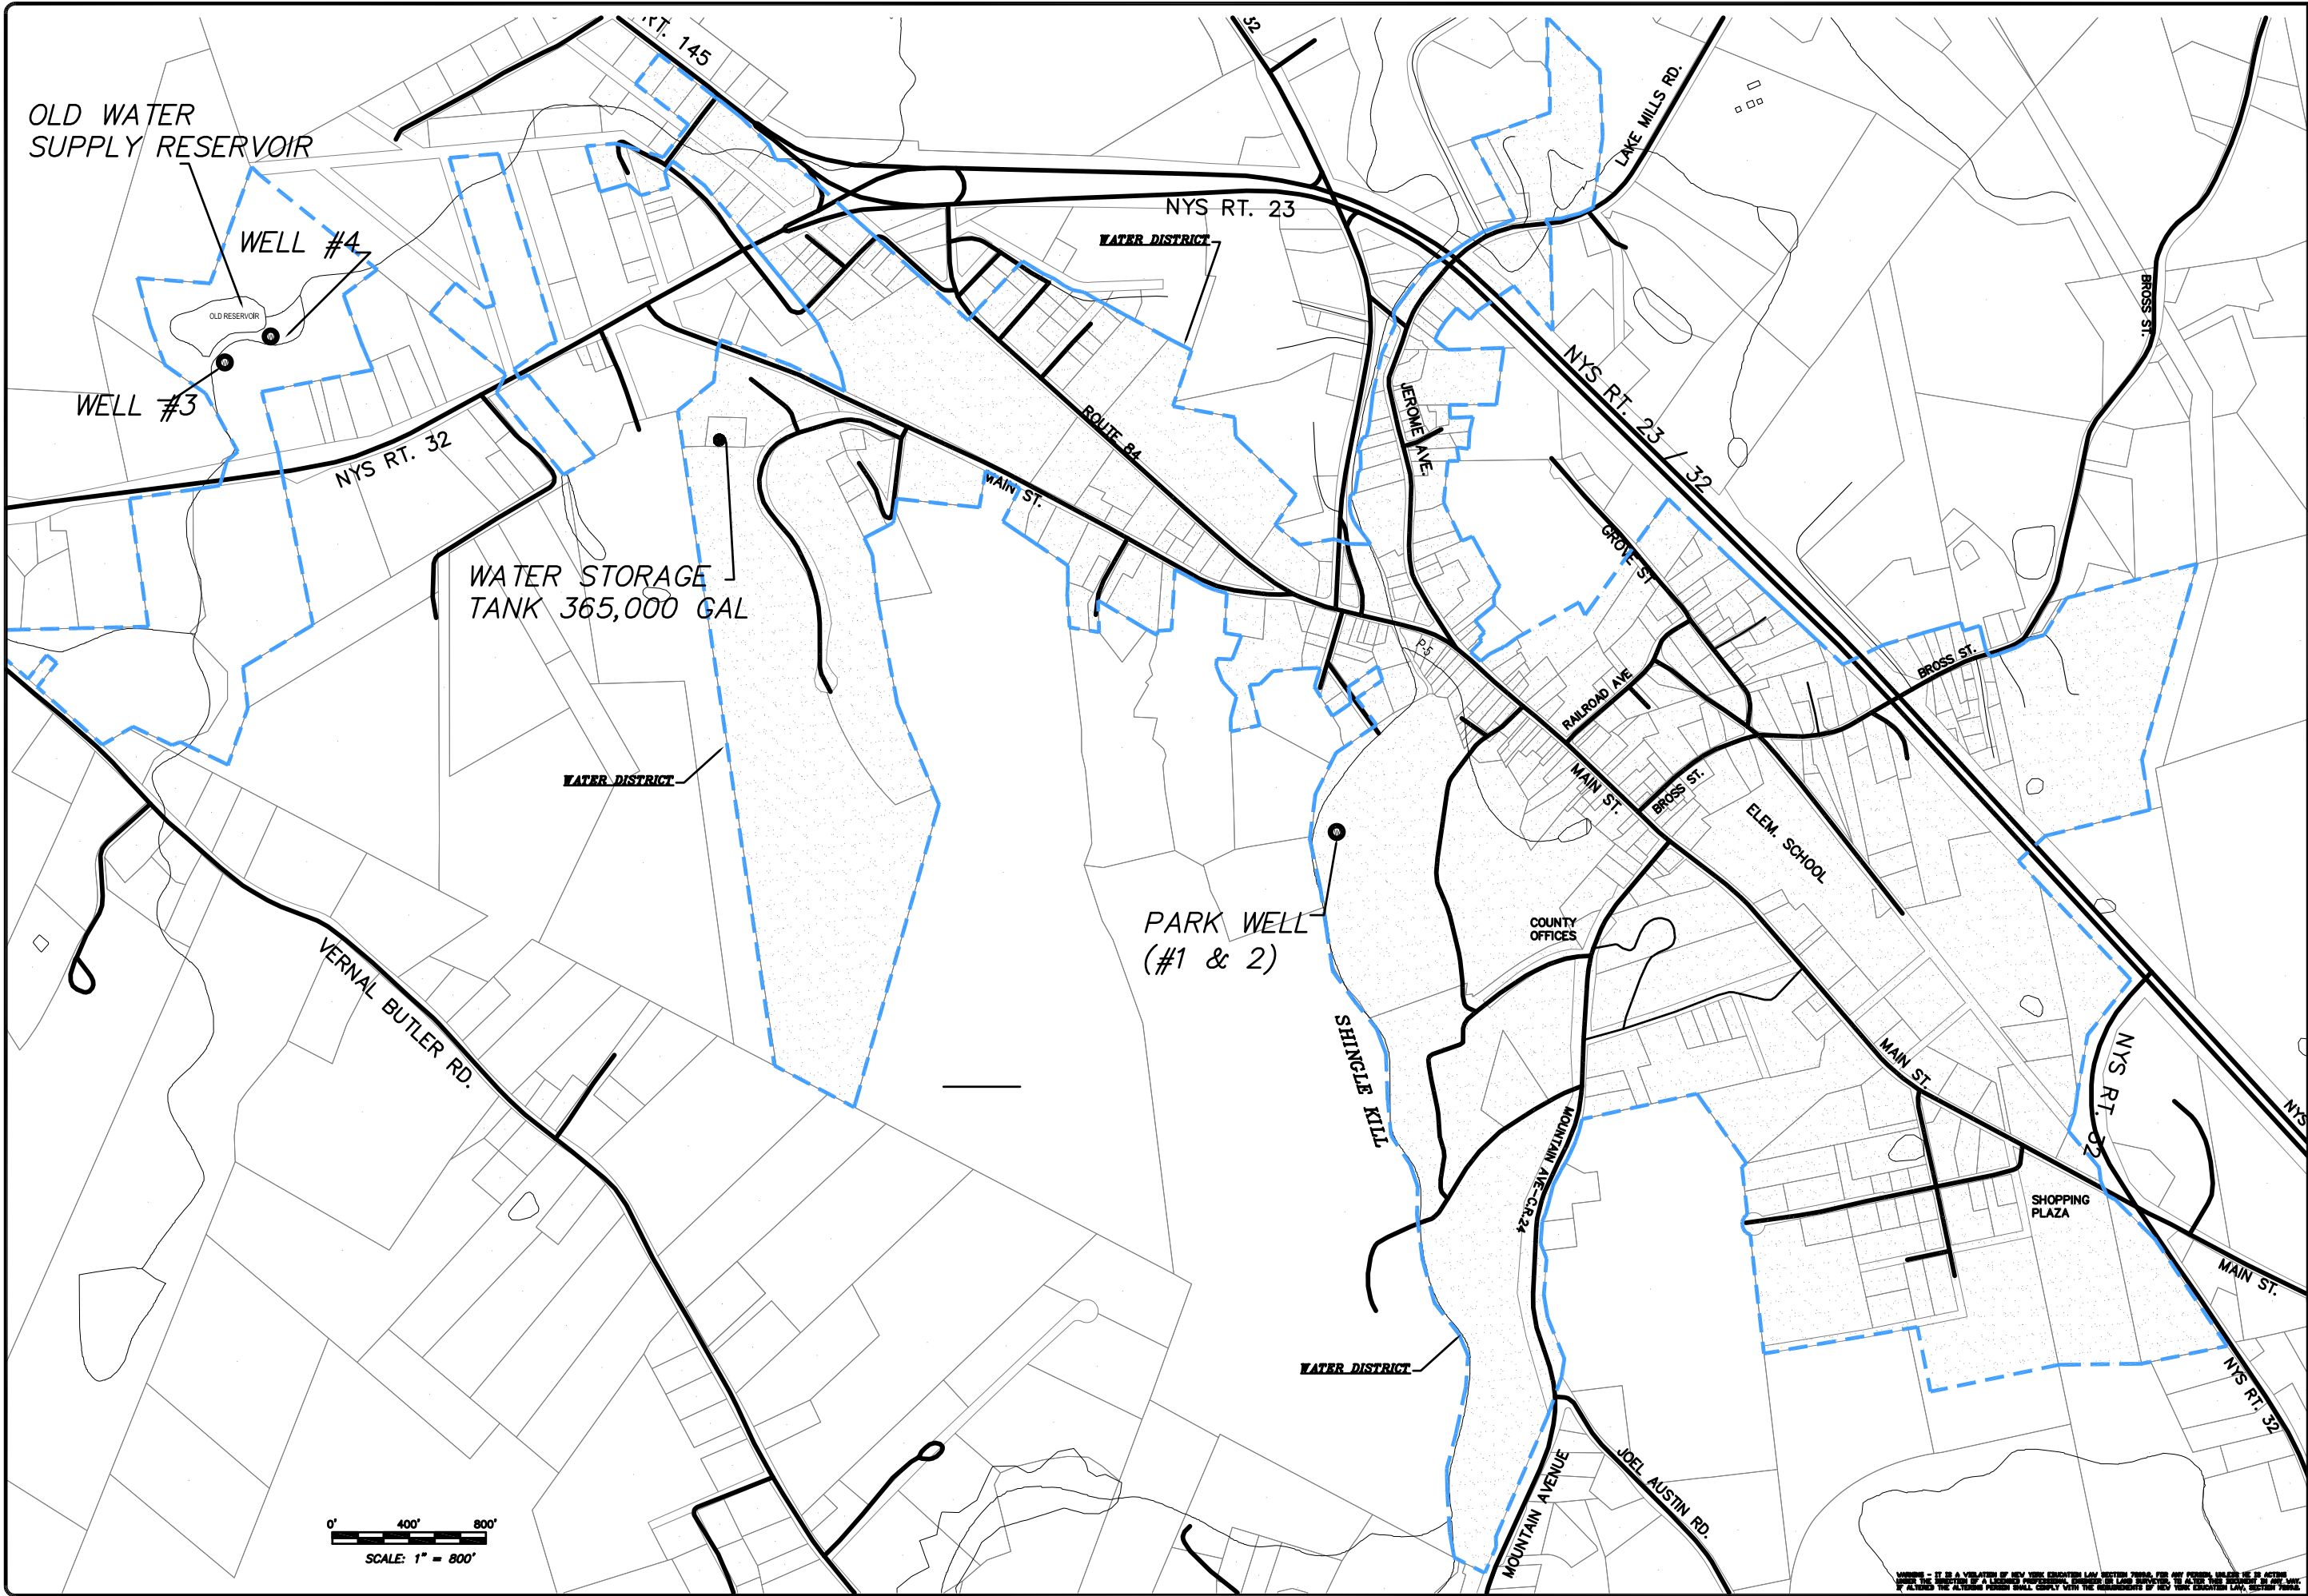 RT. 145
32
OLD WATER
SUPPLY RESERVOIR
LAKE MILLS RD.
NYS RT. 23
WATER DISTRICT
WELL #4
OLD RESERVOIR
BROSS ST.
WELL #3
NYS RT. 23 / 32
JEROME AVE.
ROUTE 84
NYS RT. 32
MAIN ST.
GROVE ST
WATER STORAGE
TANK 365,000 GAL
P-5
BROSS ST.
RAILROAD AVE
WATER DISTRICT
MAIN ST.
BROSS ST.
ELEM. SCHOOL
PARK WELL
(#1 & 2)
COUNTY
OFFICES
VERNAL BUTLER RD.
SHINGLE KILL
MAIN ST.
NYS RT. 32
NYS
MOUNTAIN AVE-C.R.24
SHOPPING
PLAZA
MAIN ST.
WATER DISTRICT
NYS RT. 32
JOEL AUSTIN RD.
MOUNTAIN AVENUE
0' 400' 800'
SCALE: 1" = 800'